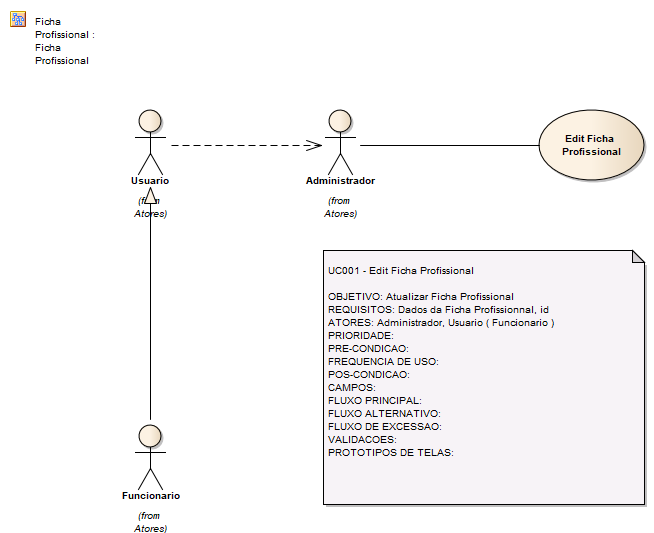 Ficha
Profissional :
Ficha
Profissional
Usuario
(from
Atores)
Administrador
(from
Atores)
Edit Ficha
Profissional
UC001 - Edit Ficha Profissional
OBJETIVO: Atualizar Ficha Profissional
REQUISITOS: Dados da Ficha Profissionnal, id
ATORES: Administrador, Usuario ( Funcionario )
PRIORIDADE:
PRE-CONDICAO:
FREQUENCIA DE USO:
POS-CONDICAO:
CAMPOS:
FLUXO PRINCIPAL:
FLUXO ALTERNATIVO:
FLUXO DE EXCESSAO:
VALIDACOES:
PROTOTIPOS DE TELAS:
Funcionario
(from
Atores)